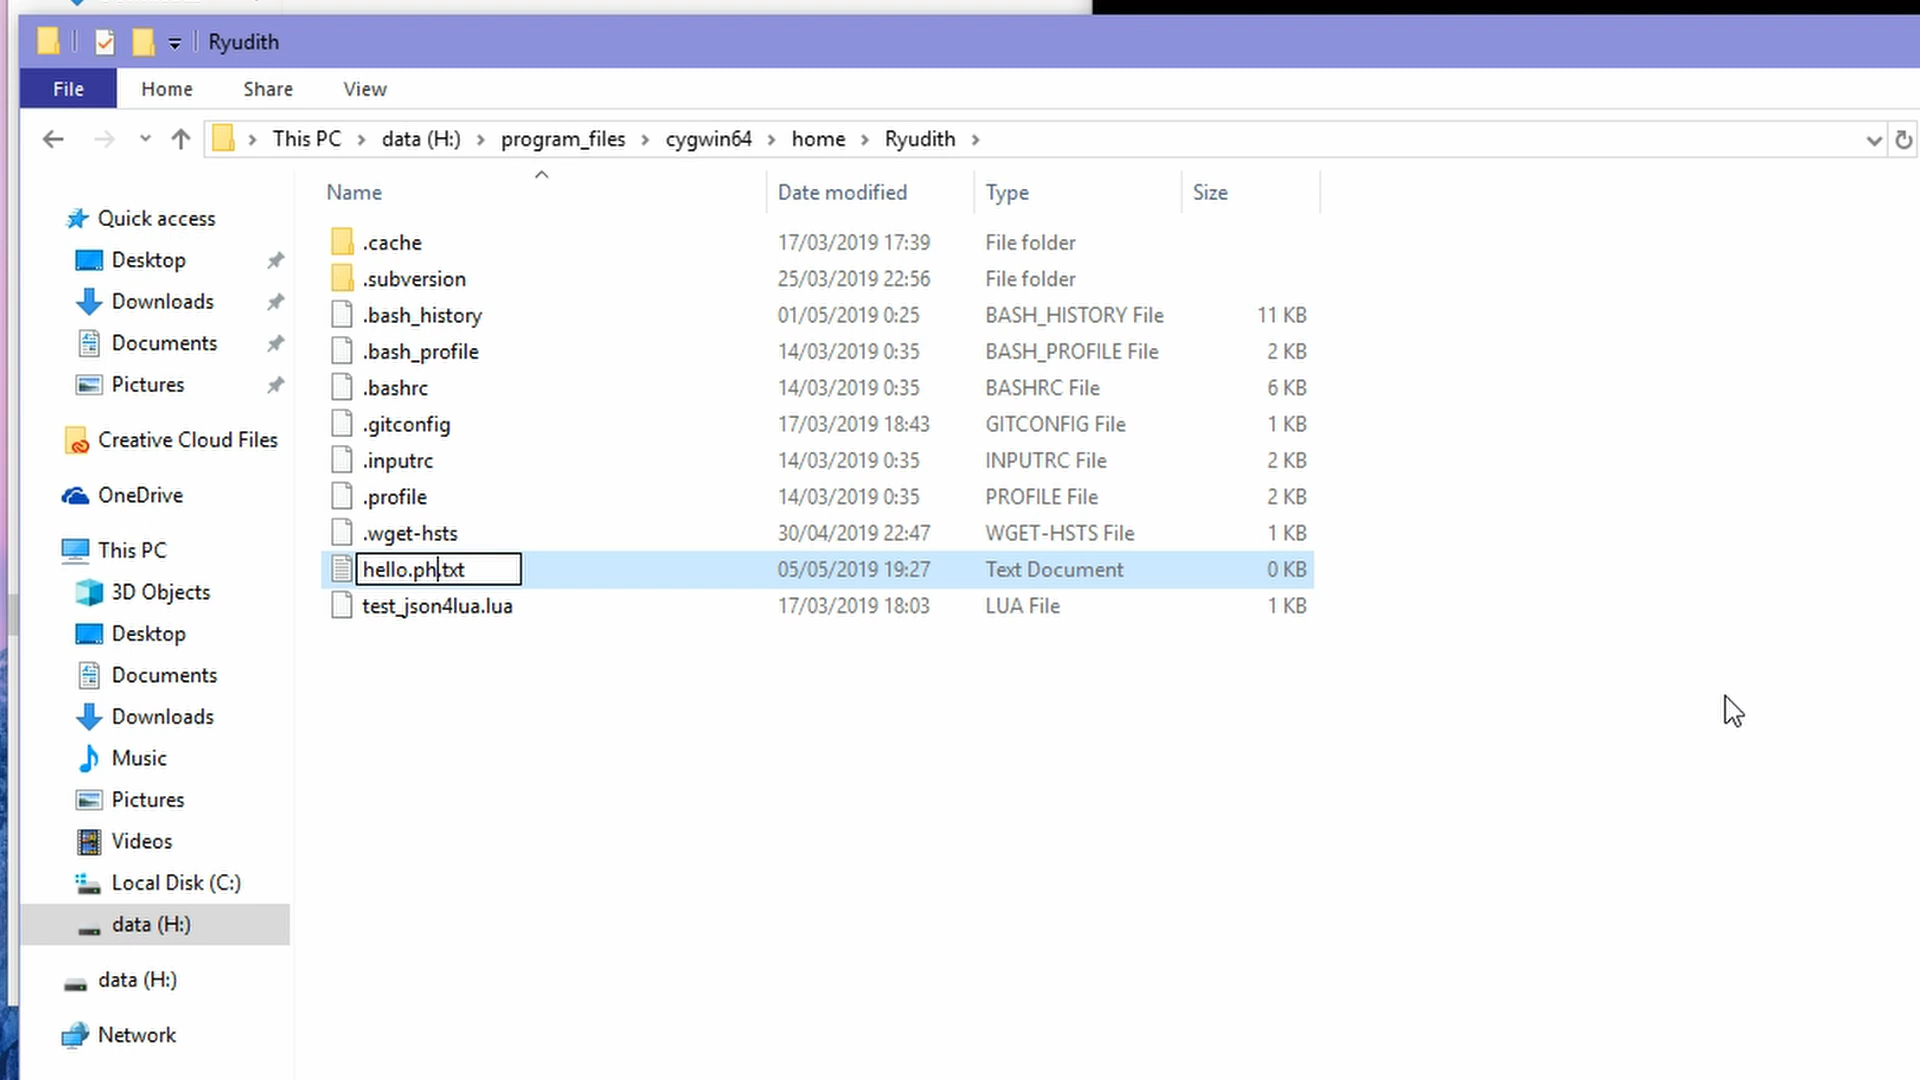 Ryudith
File Home Share View
This PC data (H:) program_files cygwin64 home Ryudith
Name Date modified Type Size
Quick access
Desktop
Downloads
Documents
Pictures
Creative Cloud Files
OneDrive
This PC
3D Objects
Desktop
Documents
Downloads
Music
Pictures
Videos
Local Disk (C:)
data (H:)
data (H:)
Network
.cache 17/03/2019 17:39 File folder
.subversion 25/03/2019 22:56 File folder
.bash_history 01/05/2019 0:25 BASH_HISTORY File 11 KB
.bash_profile 14/03/2019 0:35 BASH_PROFILE File 2 KB
.bashrc 14/03/2019 0:35 BASHRC File 6 KB
.gitconfig 17/03/2019 18:43 GITCONFIG File 1 KB
.inputrc 14/03/2019 0:35 INPUTRC File 2 KB
.profile 14/03/2019 0:35 PROFILE File 2 KB
.wget-hsts 30/04/2019 22:47 WGET-HSTS File 1 KB
hello.ph.txt 05/05/2019 19:27 Text Document 0 KB
test_json4lua.lua 17/03/2019 18:03 LUA File 1 KB